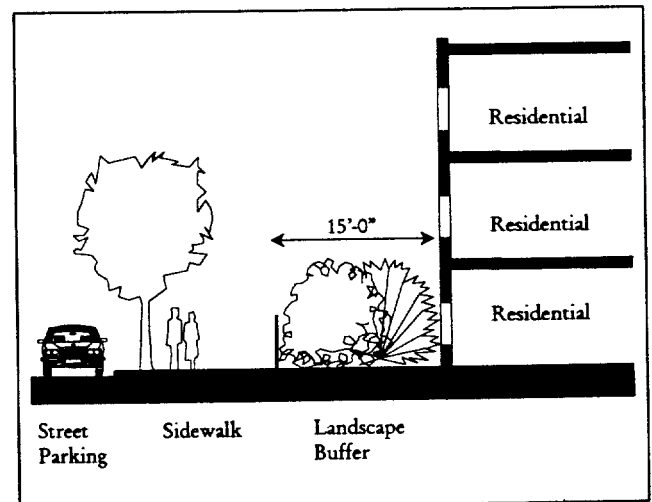 Residential
15'-0"
Residential
Residential
Street
Parking
Sidewalk
Landscape
Buffer